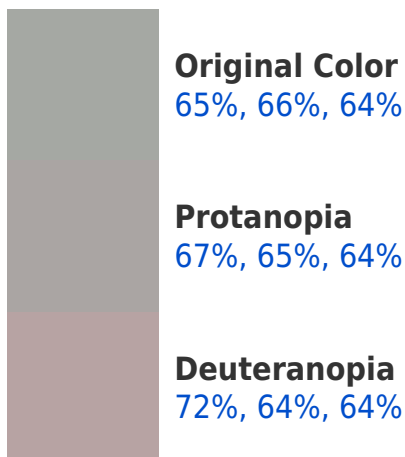 Original Color
65%, 66%, 64%
Protanopia
67%, 65%, 64%
Deuteranopia
72%, 64%, 64%